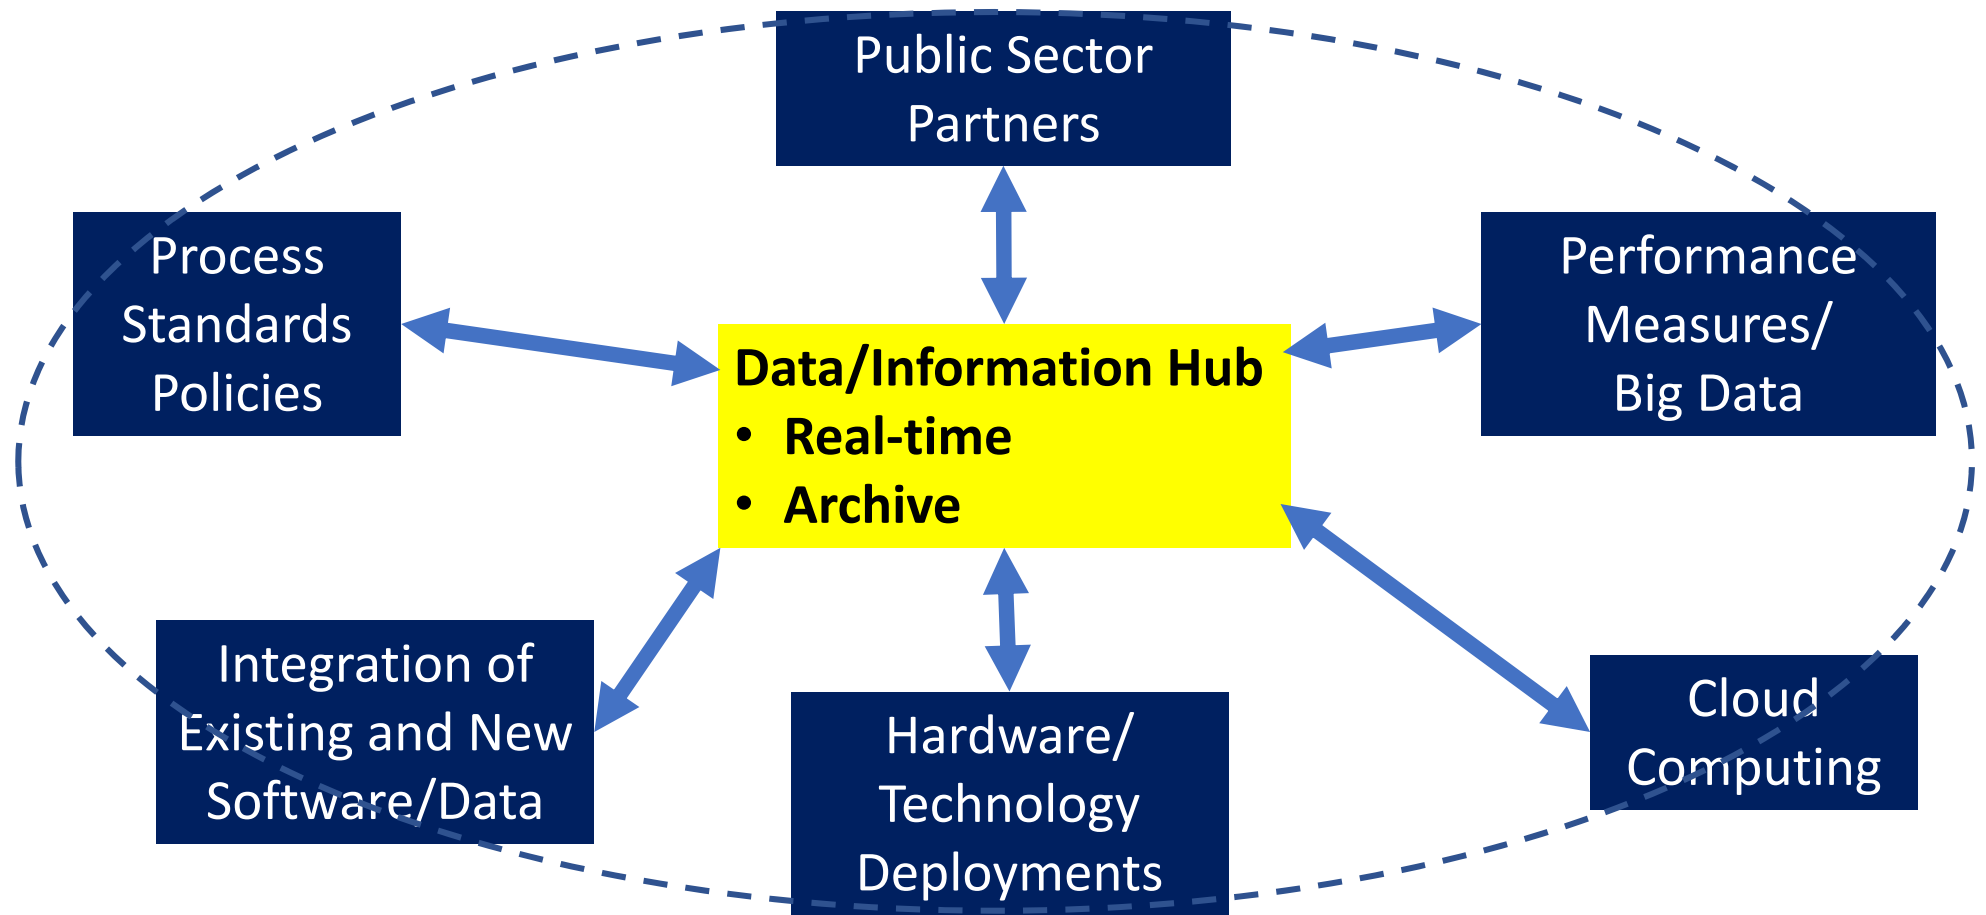 Public Sector
Partners
Process
Standards
Policies
Performance
Measures/
Big Data
Data/Information Hub
• Real-time
• Archive
Integration of
Existing and New
Software/Data
Hardware/
Technology
Deployments
Cloud
Computing